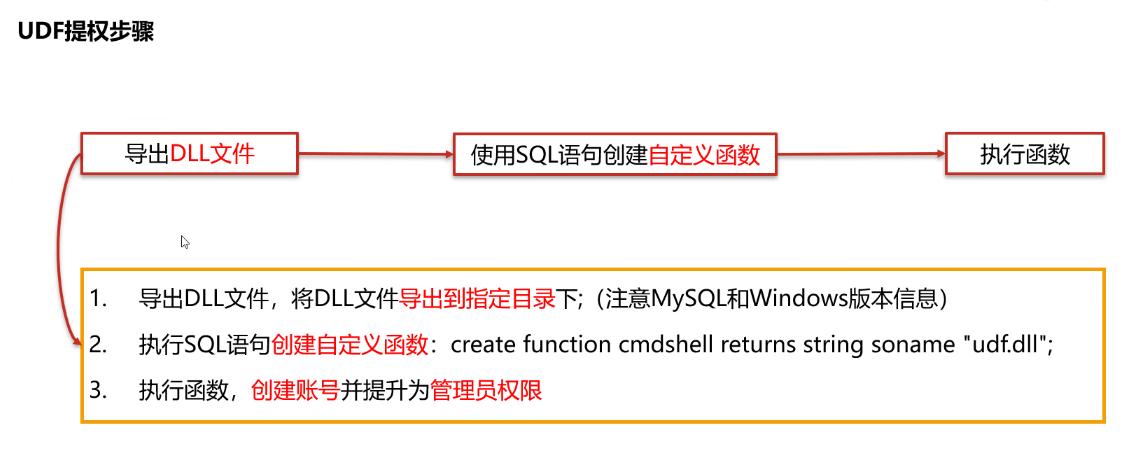 UDF提权步骤
导出DLL文件
使用SQL语句创建自定义函数
执行函数
1. 导出DLL文件，将DLL文件导出到指定目录下;（注意MySQL和Windows版本信息）
2. 执行SQL语句创建自定义函数：create function cmdshell returns string soname "udf.dll";
3. 执行函数，创建账号并提升为管理员权限